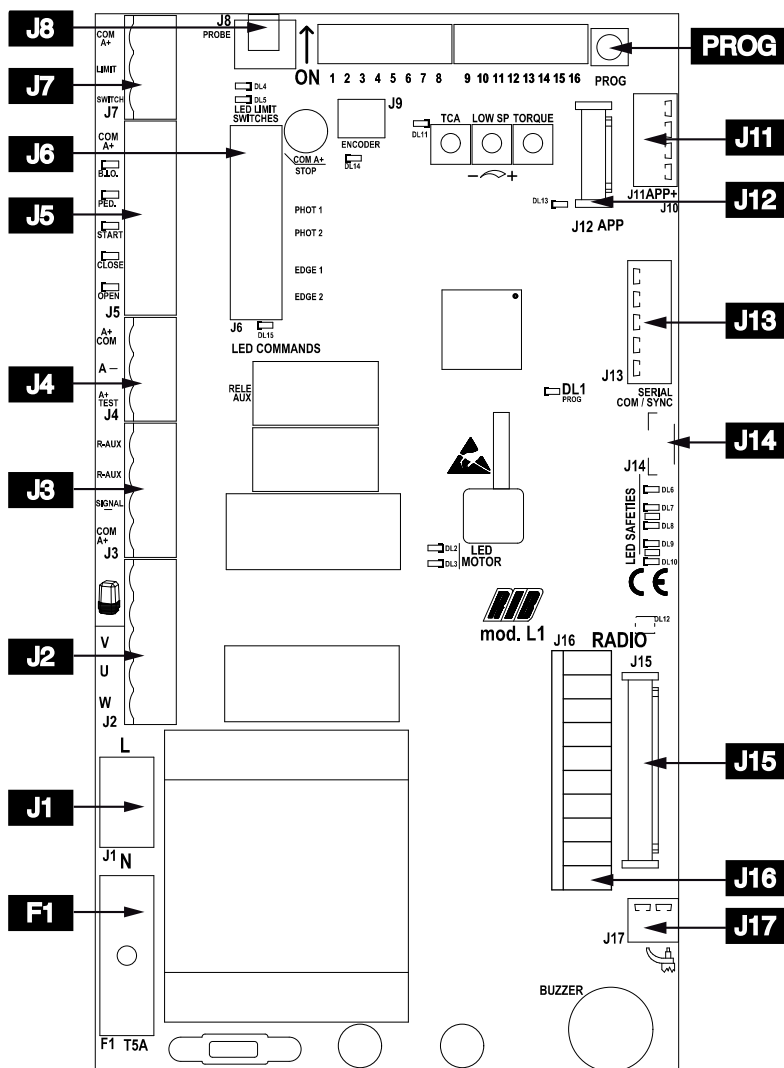 J8
J7
J6
J5
J4
J3
J2
J1
F1
PROG
J11
J12
J13
J14
J15
J16
J17
COM
A+
LIMIT
SWITCH
J7
COM
A+
B.I.O.
PED.
START
CLOSE
OPEN
J5
A+
COM
A –
A+
TEST
J4
R-AUX
R-AUX
SIGNAL
COM
A+
J3
V
U
W
J2
L
J1
N
F1 T5A
J8
PROBE
ON
1 2 3 4 5 6 7 8 9 10 11 12 13 14 15 16
PROG
DL4
DL5
LED LIMIT
SWITCHES
J9
ENCODER
DL14
COM A+
STOP
PHOT 1
PHOT 2
EDGE 1
EDGE 2
J6
DL15
LED COMMANDS
DL11
TCA LOW SP TORQUE
– +
DL13
J12 APP
J11APP+
J10
RELE
AUX
DL1
PROG
J13
SERIAL
COM / SYNC
J14
LED SAFETIES
DL6
DL7
DL8
DL9
DL10
CE
DL2
DL3
LED
MOTOR
mod. L1
DL12
RADIO
J16
J15
J17
BUZZER